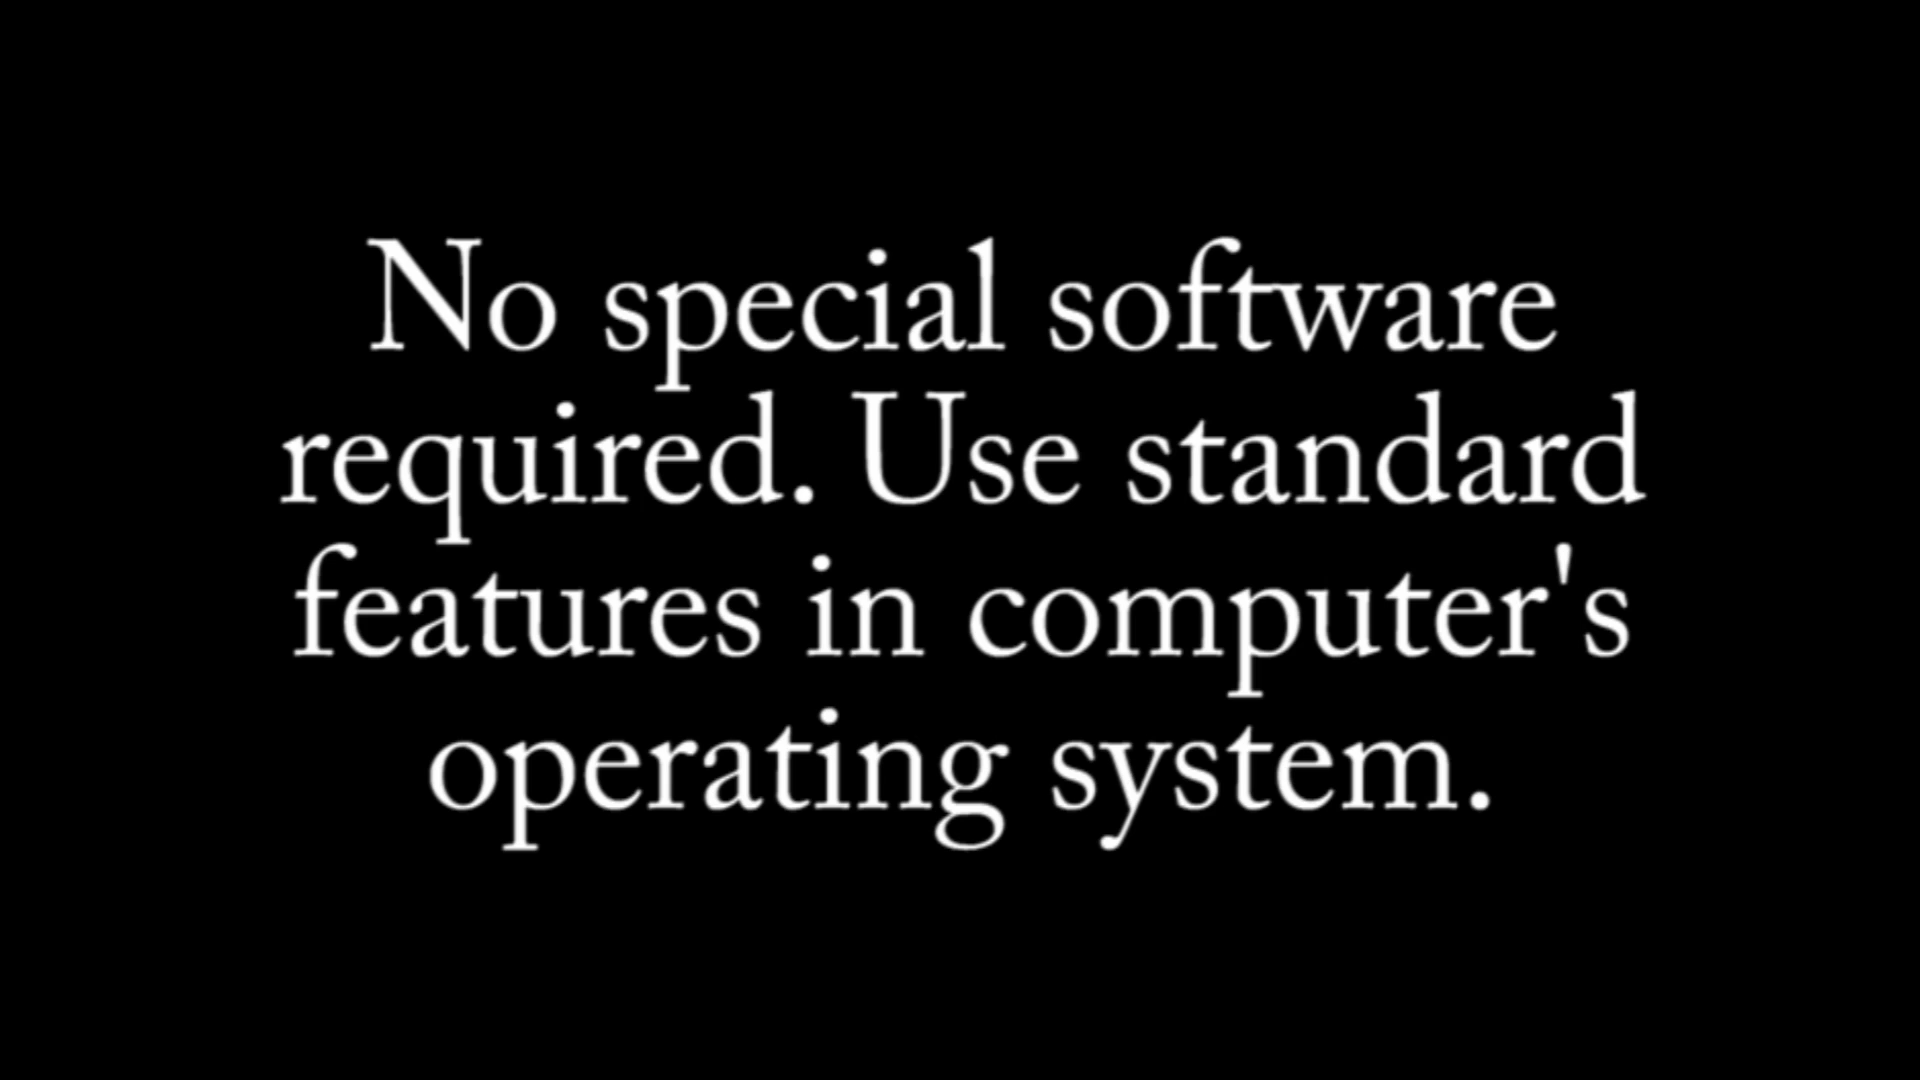 No special software
required. Use standard
features in computer's
operating system.